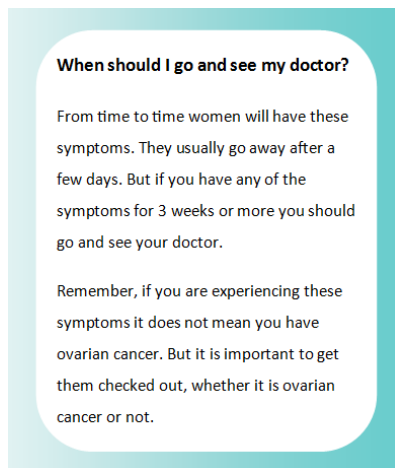 When should I go and see my doctor?
From time to time women will have these
symptoms. They usually go away after a
few days. But if you have any of the
symptoms for 3 weeks or more you should
go and see your doctor.
Remember, if you are experiencing these
symptoms it does not mean you have
ovarian cancer. But it is important to get
them checked out, whether it is ovarian
cancer or not.